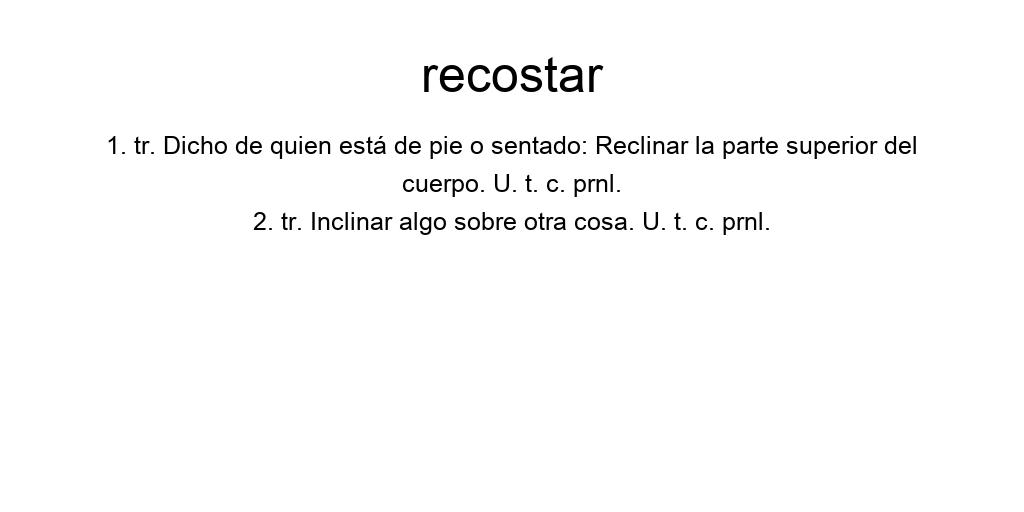 recostar
1. tr. Dicho de quien está de pie o sentado: Reclinar la parte superior del
cuerpo. U. t. c. prnl.
2. tr. Inclinar algo sobre otra cosa. U. t. c. prnl.